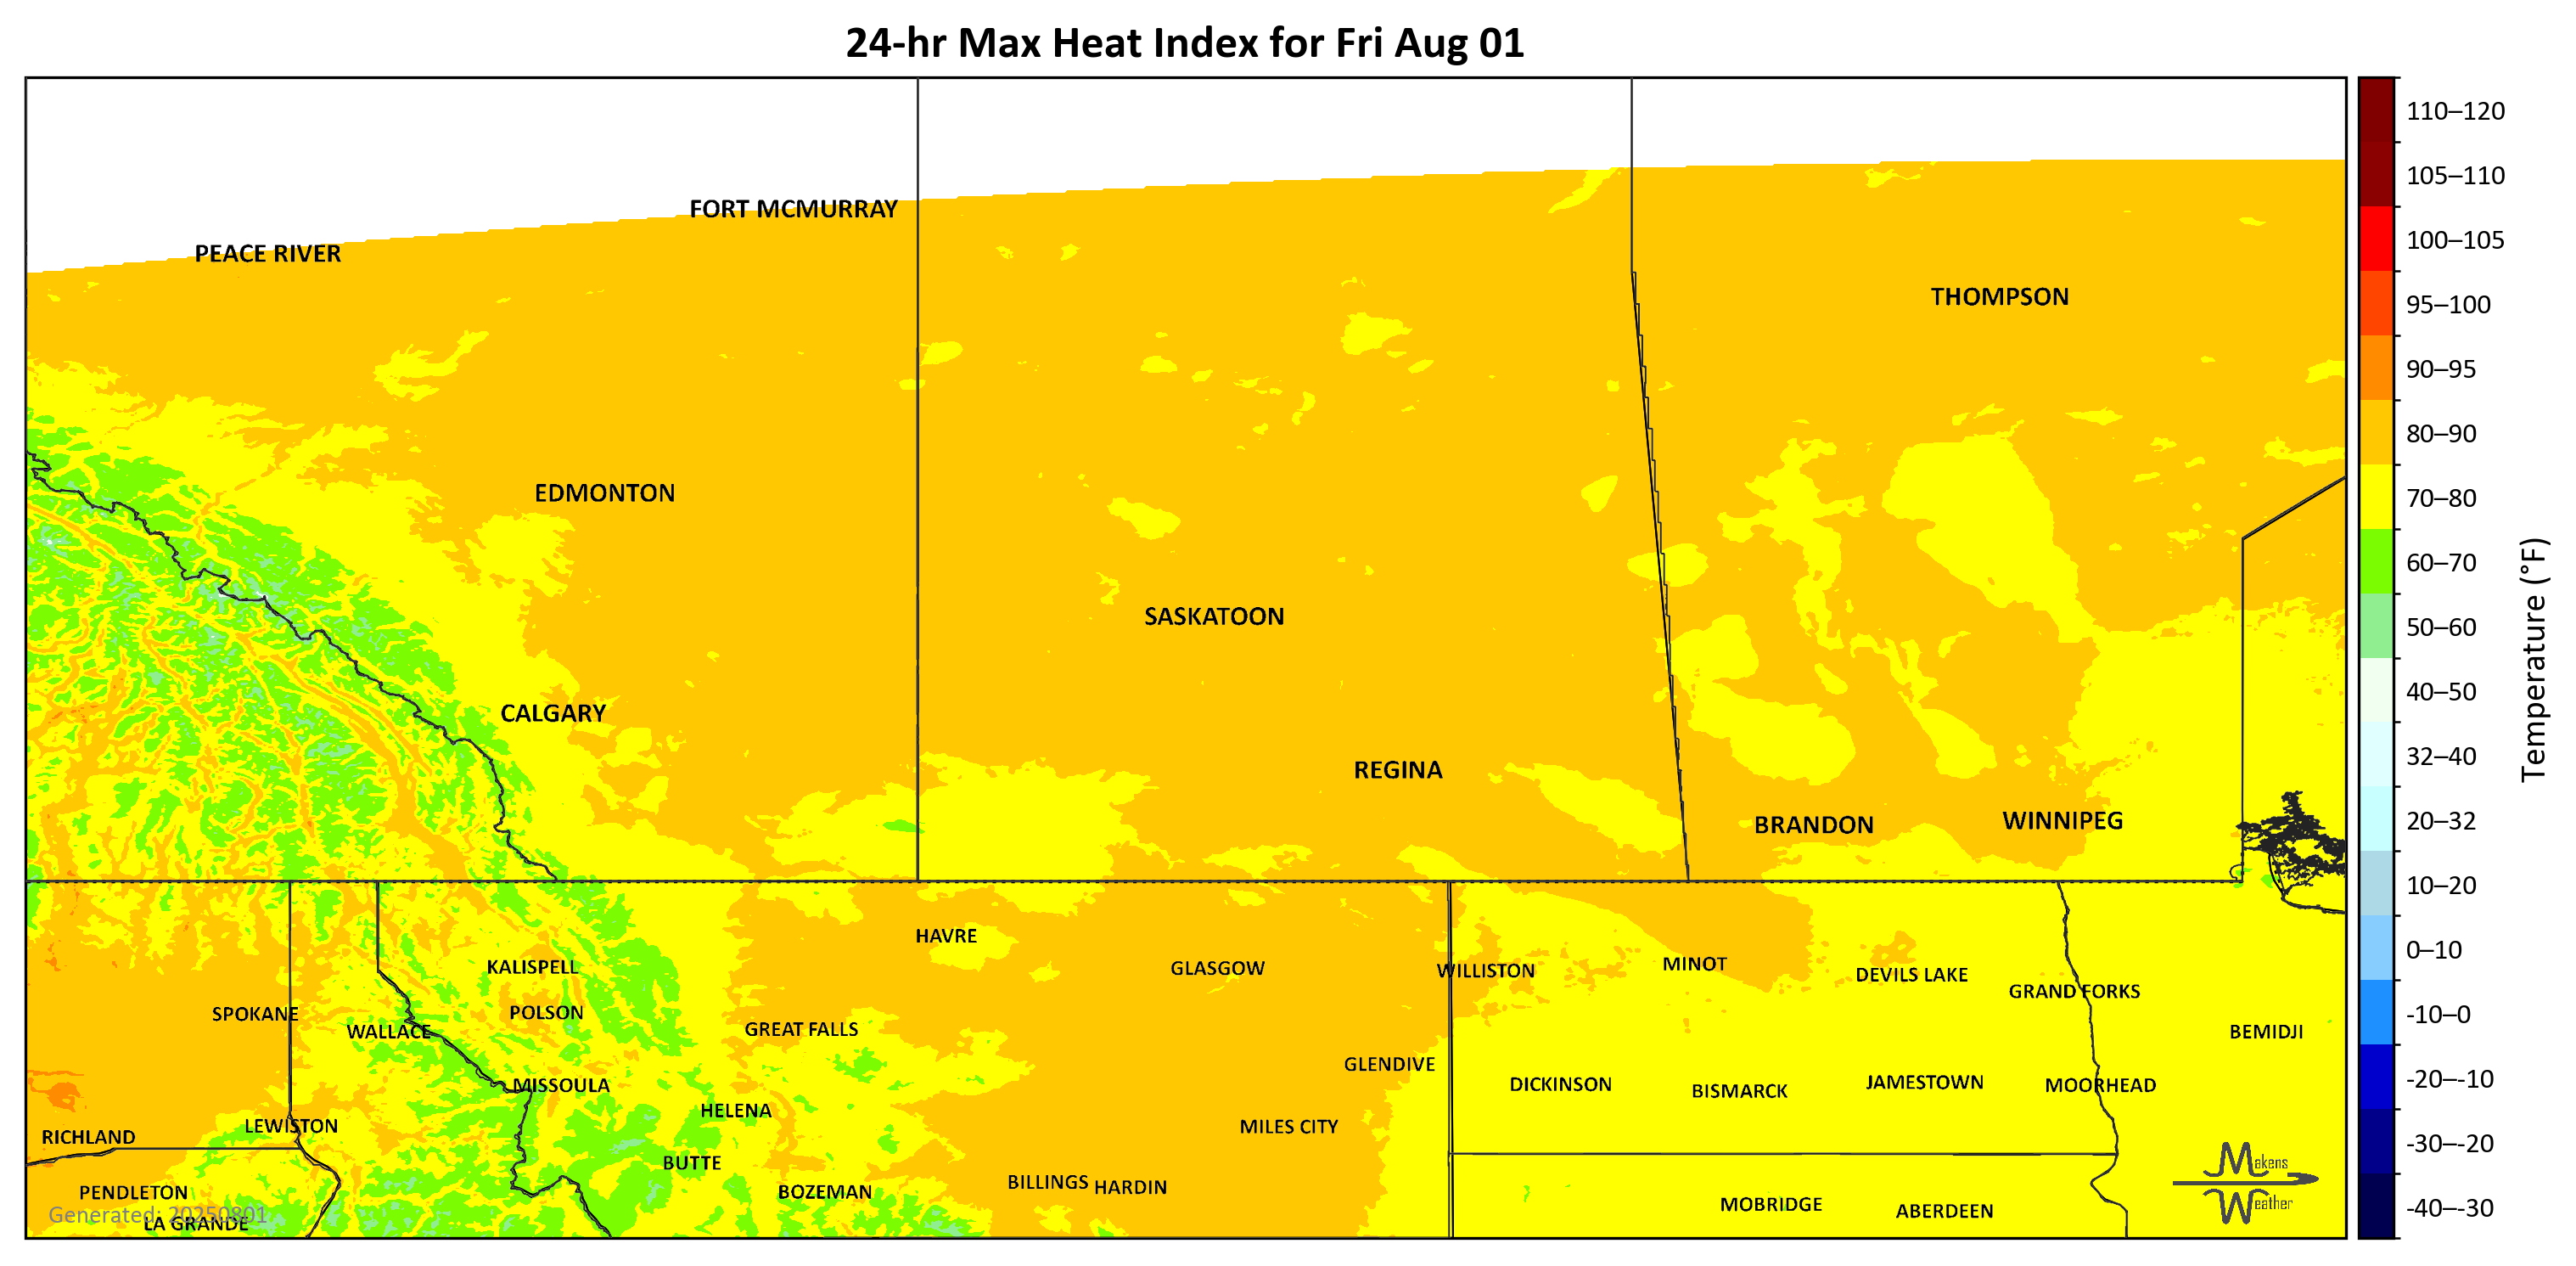 24-hr Max Heat Index for Fri Aug 01
FORT MCMURRAY
PEACE RIVER
THOMPSON
EDMONTON
SASKATOON
CALGARY
REGINA
BRANDON
WINNIPEG
HAVRE
KALISPELL
GLASGOW
WILLISTON
MINOT
DEVILS LAKE
GRAND FORKS
SPOKANE
POLSON
WALLACE
GREAT FALLS
BEMIDJI
GLENDIVE
MISSOULA
DICKINSON
BISMARCK
JAMESTOWN
MOORHEAD
HELENA
LEWISTON
MILES CITY
RICHLAND
BUTTE
PENDLETON
BOZEMAN
BILLINGS
HARDIN
MOBRIDGE
ABERDEEN
LA GRANDE
Generated: 20250801
Makens
Weather
110–120
105–110
100–105
95–100
90–95
80–90
70–80
60–70
50–60
40–50
32–40
20–32
10–20
0–10
-10–0
-20–-10
-30–-20
-40–-30
Temperature (°F)